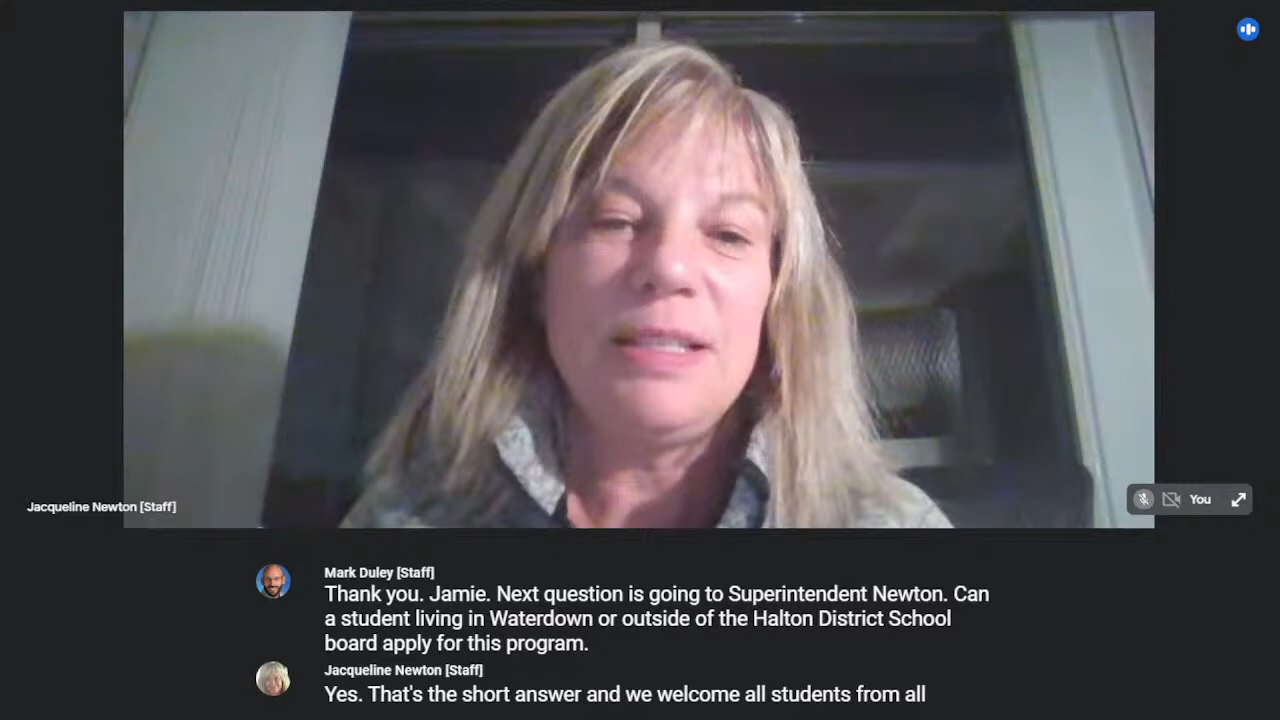 Jacqueline Newton [Staff]
You
Mark Duley [Staff]
Thank you. Jamie. Next question is going to Superintendent Newton. Can
a student living in Waterdown or outside of the Halton District School
board apply for this program.
Jacqueline Newton [Staff]
Yes. That's the short answer and we welcome all students from all